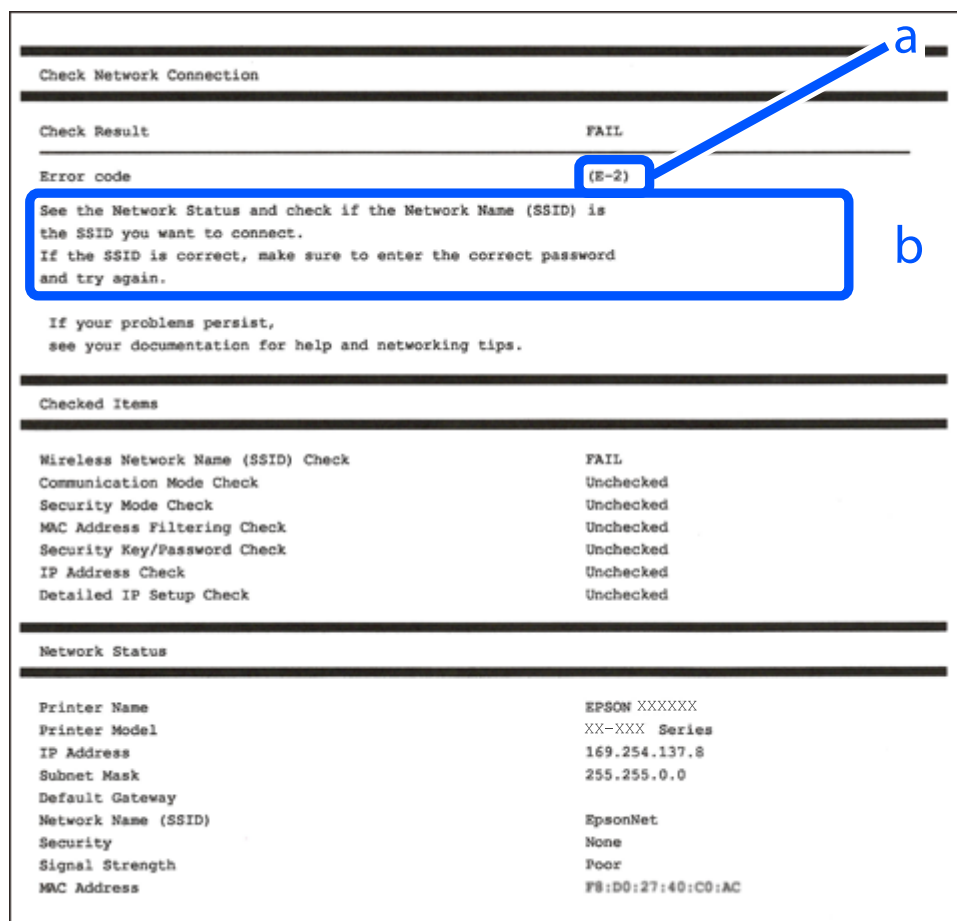 a
Check Network Connection
Check Result FAIL
Error code (E-2)
See the Network Status and check if the Network Name (SSID) is
the SSID you want to connect.
If the SSID is correct, make sure to enter the correct password
and try again.
b
If your problems persist,
see your documentation for help and networking tips.
Checked Items
Wireless Network Name (SSID) Check FAIL
Communication Mode Check Unchecked
Security Mode Check Unchecked
MAC Address Filtering Check Unchecked
Security Key/Password Check Unchecked
IP Address Check Unchecked
Detailed IP Setup Check Unchecked
Network Status
Printer Name EPSON XXXXXX
Printer Model XX-XXX Series
IP Address 169.254.137.8
Subnet Mask 255.255.0.0
Default Gateway
Network Name (SSID) EpsonNet
Security None
Signal Strength Poor
MAC Address F8:D0:27:40:C0:AC